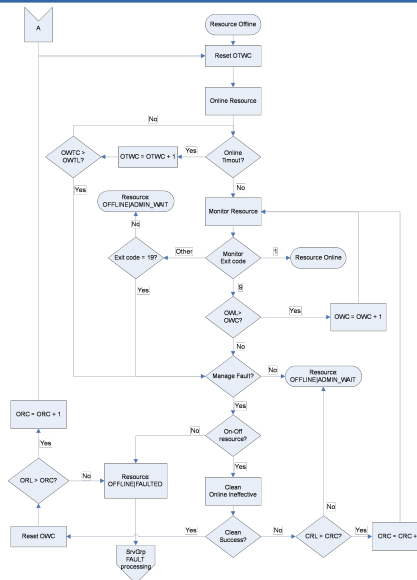 A
Resource Offline
Reset OTWC
Online Resource
No
OWTC >
OWTL?
Yes
OTWC = OTWC + 1
Yes
Online
Timout?
No
Resource:
OFFLINE|ADMIN_WAIT
No
Monitor Resource
Exit code = 19?
Other
Monitor
Exit code
1
Resource Online
9
Yes
OWL>
OWC?
Yes
OWC = OWC + 1
No
Manage Fault?
No
Resource:
OFFLINE|ADMIN_WAIT
Yes
ORC = ORC + 1
No
On-Off
resource?
Yes
Yes
ORL > ORC?
No
Resource:
OFFLINE|FAULTED
Clean
Online Ineffective
No
Reset OWC
Yes
Clean
Success?
No
CRL > CRC?
Yes
CRC = CRC +
SrvGrp
FAULT
processing